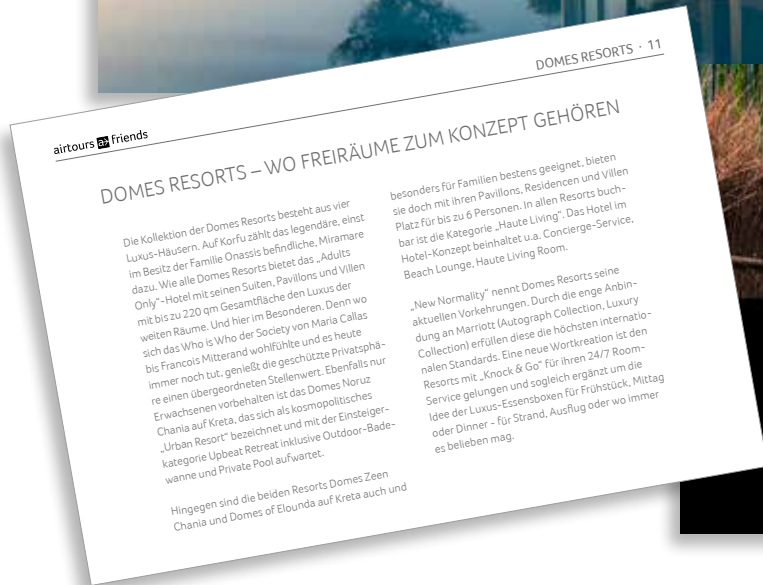 DOMES RESORTS · 11
airtours a> friends
DOMES RESORTS – WO FREIRÄUME ZUM KONZEPT GEHÖREN
Die Kollektion der Domes Resorts besteht aus vier
Luxus-Häusern. Auf Korfu zählt das legendäre, einst
im Besitz der Familie Onassis befindliche, Miramare
dazu. Wie alle Domes Resorts bietet das „Adults
Only“-Hotel mit seinen Suiten, Pavillons und Villen
mit bis zu 220 qm Gesamtfläche den Luxus der
weiten Räume. Und hier im Besonderen. Denn wo
sich das Who is Who der Society von Maria Callas
bis Francois Mitterand wohlfühlte und es heute
immer noch tut, genießt die geschützte Privatsphä-
re einen übergeordneten Stellenwert. Ebenfalls nur
Erwachsenen vorbehalten ist das Domes Noruz
Chania auf Kreta, das sich als kosmopolitisches
„Urban Resort“ bezeichnet und mit der Einsteiger-
kategorie Upbeat Retreat inklusive Outdoor-Bade-
wanne und Private Pool aufwartet.
Hingegen sind die beiden Resorts Domes Zeen
Chania und Domes of Elounda auf Kreta auch und
besonders für Familien bestens geeignet, bieten
sie doch mit ihren Pavillons, Residencen und Villen
Platz für bis zu 6 Personen. In allen Resorts buch-
bar ist die Kategorie „Haute Living“. Das Hotel im
Hotel-Konzept beinhaltet u.a. Concierge-Service,
Beach Lounge, Haute Living Room.
„New Normality“ nennt Domes Resorts seine
aktuellen Vorkehrungen. Durch die enge Anbin-
dung an Marriott (Autograph Collection, Luxury
Collection) erfüllen diese die höchsten internatio-
nalen Standards. Eine neue Wortkreation ist den
Resorts mit „Knock & Go“ für ihren 24/7 Room-
Service gelungen und sogleich ergänzt um die
Idee der Luxus-Essensboxen für Frühstück, Mittag
oder Dinner – für Strand, Ausflug oder wo immer
es belieben mag.